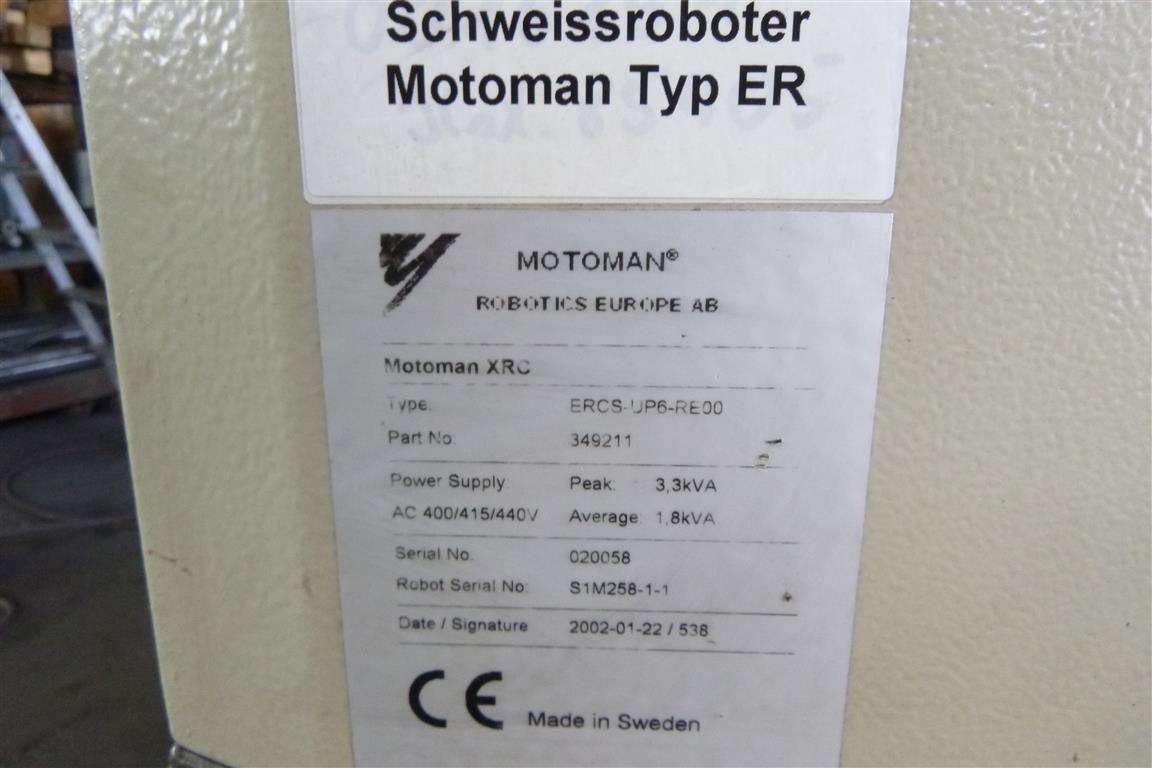 Schweissroboter
Motoman Typ ER
MOTOMAN®
ROBOTICS EUROPE AB
Motoman XRC
Type: ERCS-UP6-RE00
Part No: 349211
Power Supply: Peak: 3,3kVA
AC 400/415/440V Average: 1,8kVA
Serial No: 020058
Robot Serial No: S1M258-1-1
Date / Signature 2002-01-22 / 538
CE Made in Sweden